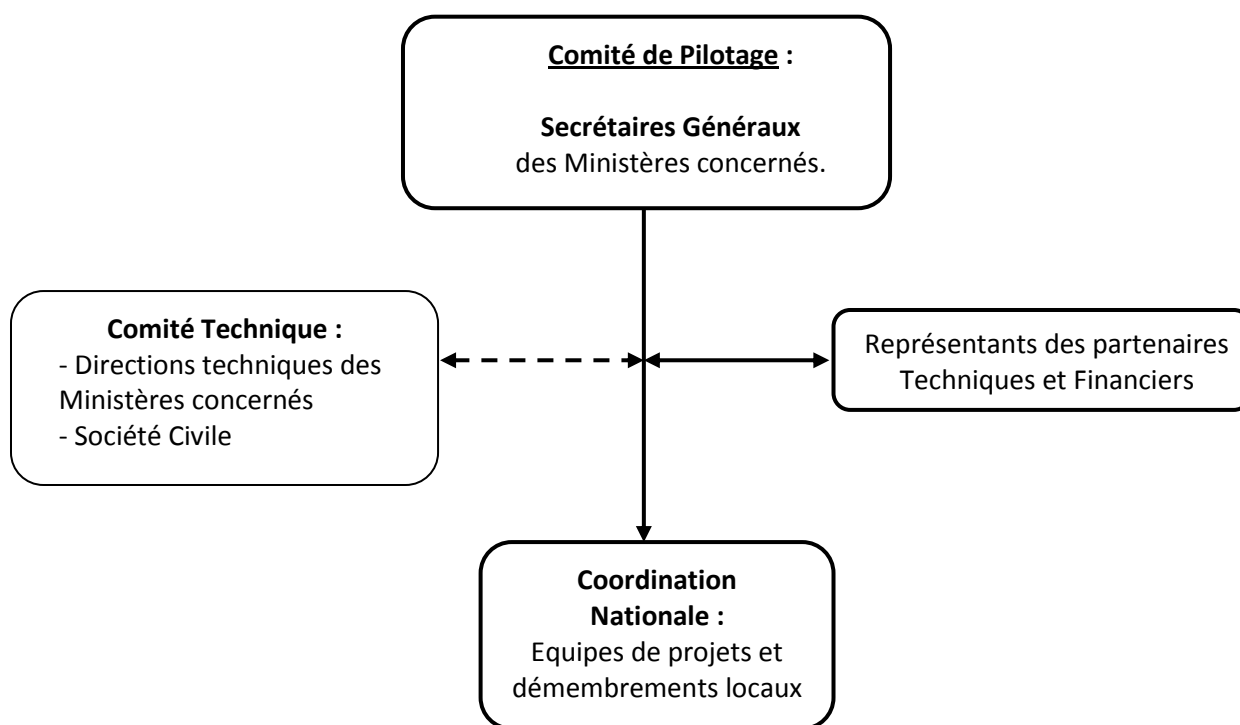 Comité de Pilotage :
Secrétaires Généraux
des Ministères concernés.
Comité Technique :
- Directions techniques des
Ministères concernés
- Société Civile
Représentants des partenaires
Techniques et Financiers
Coordination
Nationale :
Equipes de projets et
démembrements locaux